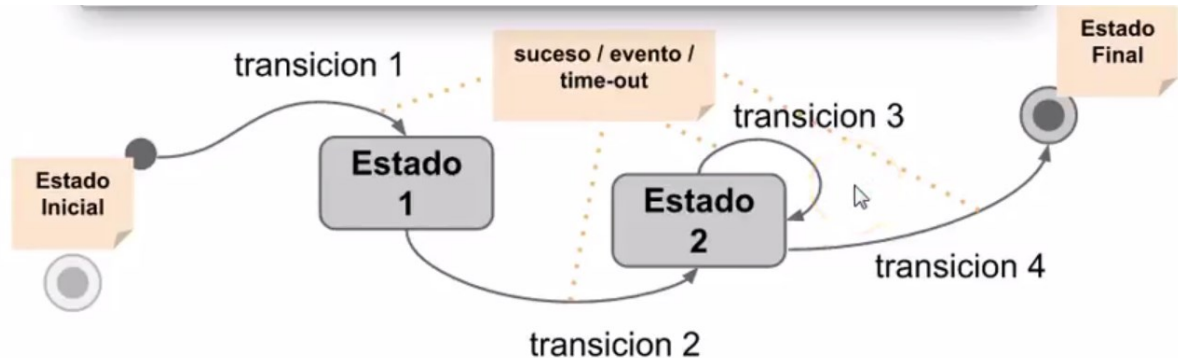 Estado
Inicial
transicion 1
Estado
1
suceso / evento /
time-out
transicion 2
Estado
2
transicion 3
transicion 4
Estado
Final